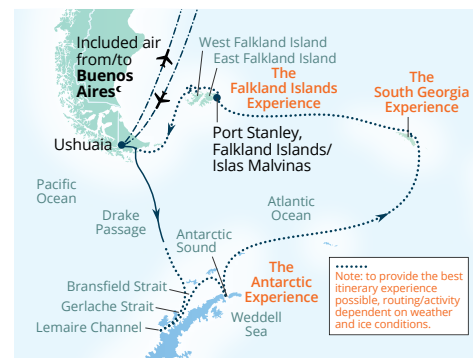 Included air
from/to
Buenos
Aires☾
West Falkland Island
East Falkland Island
The
Falkland Islands
Experience
The
South Georgia
Experience
Ushuaia
Port Stanley,
Falkland Islands/
Islas Malvinas
Pacific
Ocean
Drake
Passage
Atlantic
Ocean
Antarctic
Sound
The
Antarctic
Experience
Bransfield Strait
Gerlache Strait
Lemaire Channel
Weddell
Sea
Note: to provide the best
itinerary experience
possible, routing/activity
dependent on weather
and ice conditions.